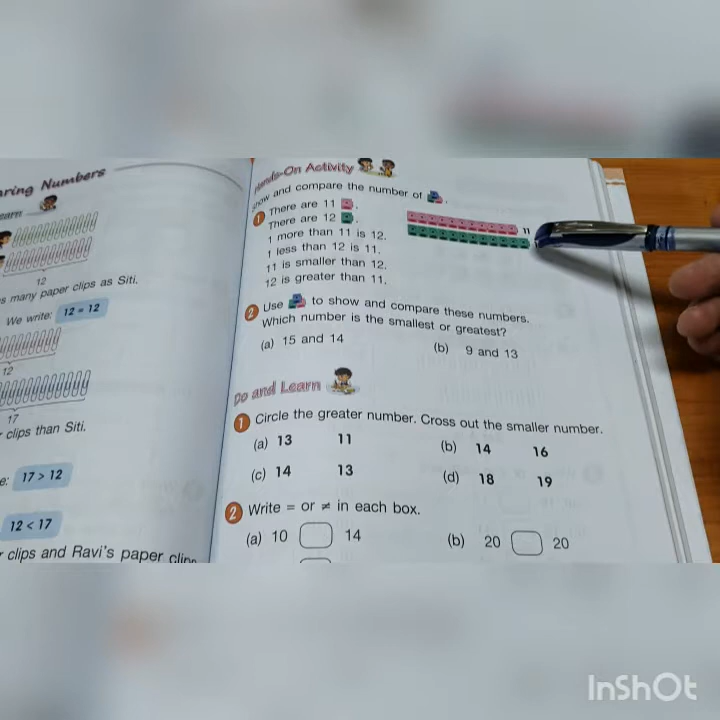 aring Numbers
earn
12
s many paper clips as Siti.
We write: 12 = 12
12
17
clips than Siti.
e: 17 > 12
12 < 17
clips and Ravi's paper clips
Hands-On Activity
Show and compare the number of .
1 There are 11 .
There are 12 .
1 more than 11 is 12.
1 less than 12 is 11.
11 is smaller than 12.
12 is greater than 11.
11
2 Use to show and compare these numbers.
Which number is the smallest or greatest?
(a) 15 and 14 (b) 9 and 13
Do and Learn
1 Circle the greater number. Cross out the smaller number.
(a) 13 11 (b) 14 16
(c) 14 13 (d) 18 19
2 Write = or ≠ in each box.
(a) 10 14 (b) 20 20
InShOt